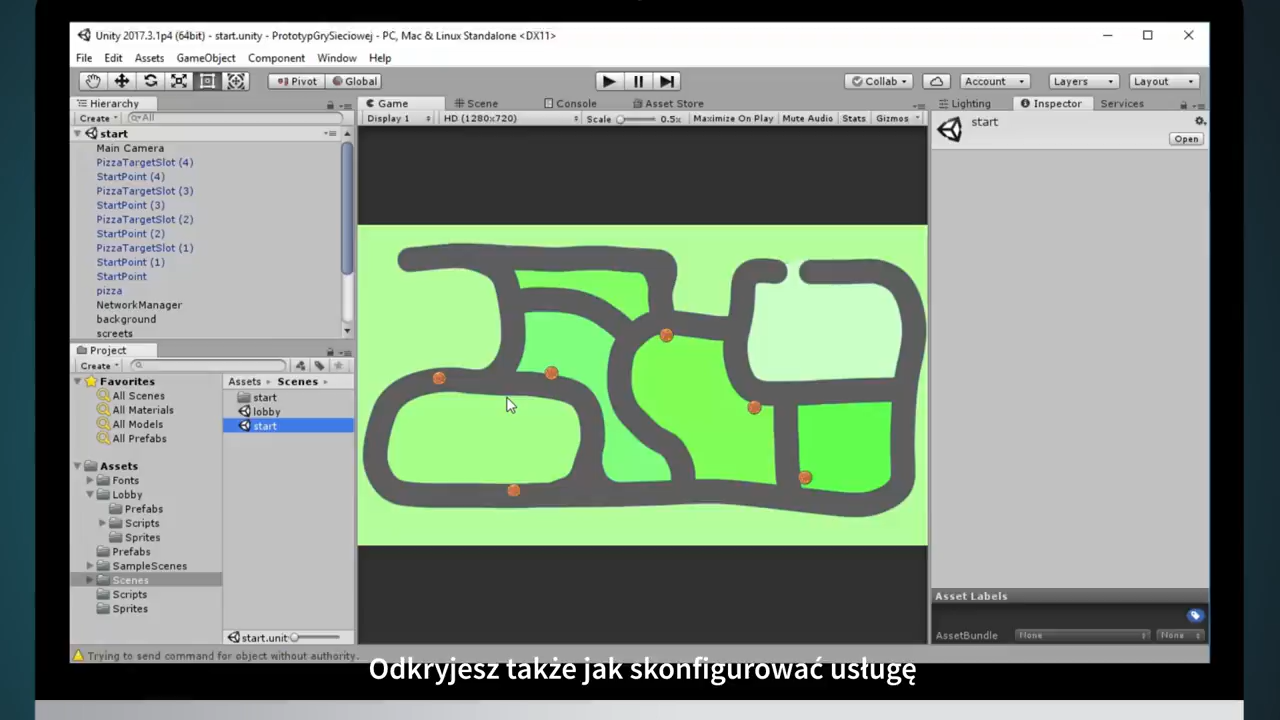 Unity 2017.3.1p4 (64bit) - start.unity - PrototypGrySieciowej - PC, Mac & Linux Standalone <DX11>
File Edit Assets GameObject Component Window Help
Pivot Global Collab Account Layers Layout
Hierarchy
Create All
start
Main Camera
PizzaTargetSlot (4)
StartPoint (4)
PizzaTargetSlot (3)
StartPoint (3)
PizzaTargetSlot (2)
StartPoint (2)
PizzaTargetSlot (1)
StartPoint (1)
StartPoint
pizza
NetworkManager
background
screets
Project
Create
Favorites
All Scenes
All Materials
All Models
All Prefabs
Assets
Fonts
Lobby
Prefabs
Scripts
Sprites
Prefabs
SampleScenes
Scenes
Scripts
Sprites
Assets Scenes
start
lobby
start
start.unit
Game Scene Console Asset Store
Display 1 HD (1280x720) Scale 0.5x Maximize On Play Mute Audio Stats Gizmos
Lighting Inspector Services
start
Open
Asset Labels
AssetBundle None None
Trying to send command for object without authority.
Odkryjesz także jak skonfigurować usługę